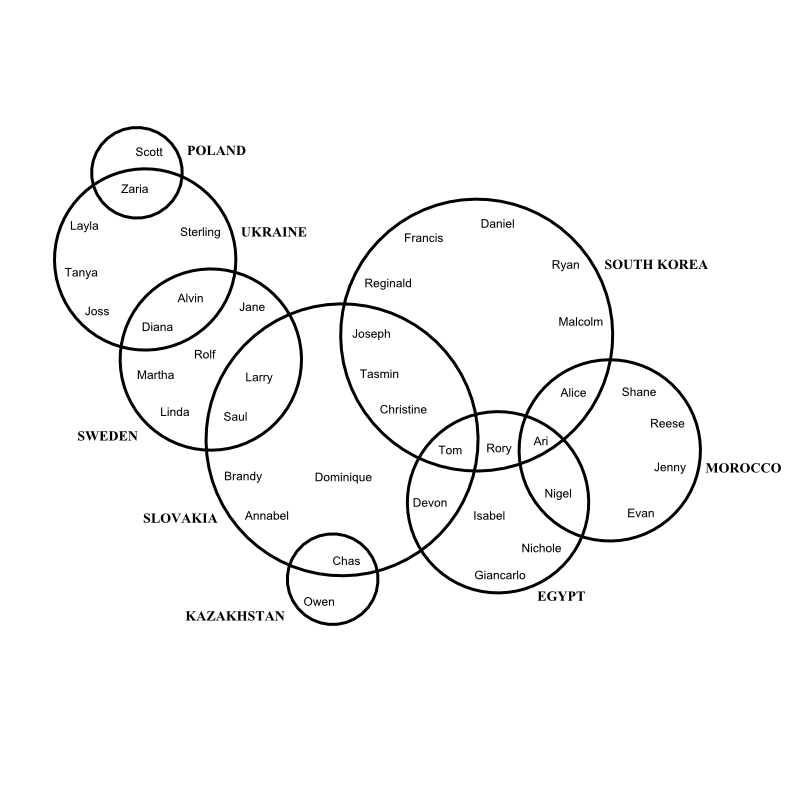 Scott
POLAND
Zaria
Layla
Sterling
UKRAINE
Tanya
Joss
Alvin
Diana
Jane
Rolf
Martha
Larry
Linda
Saul
SWEDEN
Daniel
Francis
Ryan
SOUTH KOREA
Reginald
Malcolm
Joseph
Tasmin
Christine
Alice
Shane
Reese
Tom
Rory
Ari
Jenny
MOROCCO
Brandy
Dominique
Devon
Nigel
Isabel
Evan
SLOVAKIA
Annabel
Nichole
Chas
Giancarlo
EGYPT
Owen
KAZAKHSTAN